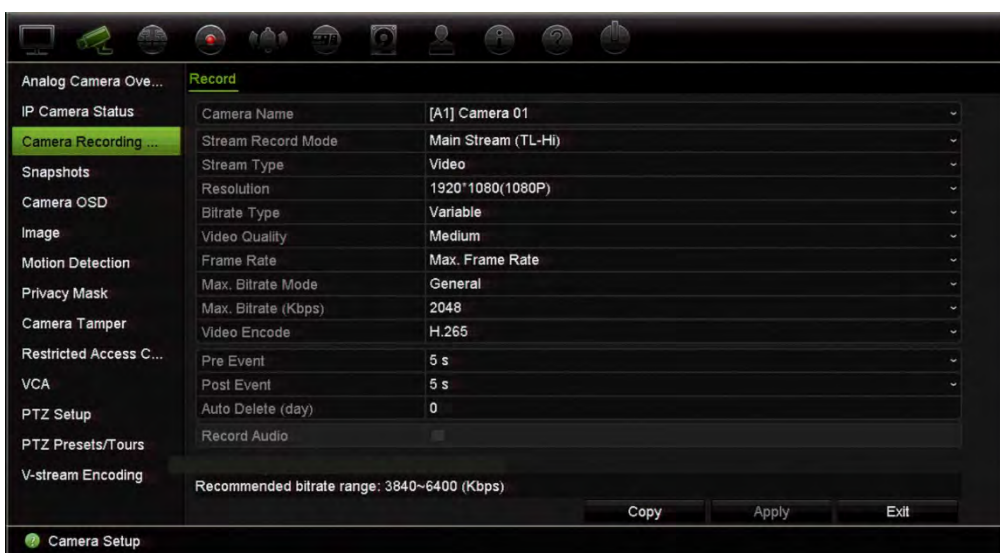 Analog Camera Ove...
IP Camera Status
Camera Recording ...
Snapshots
Camera OSD
Image
Motion Detection
Privacy Mask
Camera Tamper
Restricted Access C...
VCA
PTZ Setup
PTZ Presets/Tours
V-stream Encoding
Record
Camera Name [A1] Camera 01
Stream Record Mode Main Stream (TL-Hi)
Stream Type Video
Resolution 1920*1080(1080P)
Bitrate Type Variable
Video Quality Medium
Frame Rate Max. Frame Rate
Max. Bitrate Mode General
Max. Bitrate (Kbps) 2048
Video Encode H.265
Pre Event 5 s
Post Event 5 s
Auto Delete (day) 0
Record Audio
Recommended bitrate range: 3840~6400 (Kbps)
Copy Apply Exit
Camera Setup